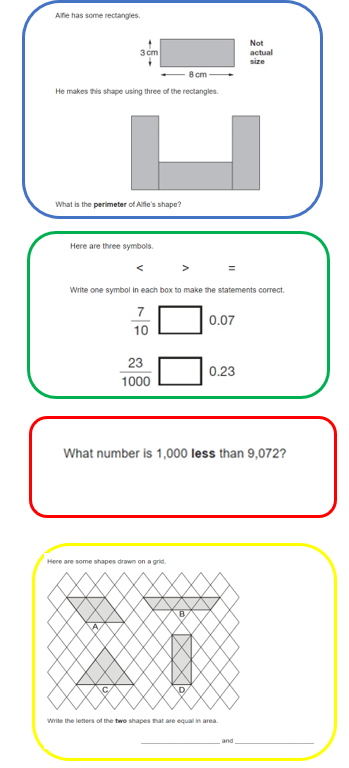 Alfie has some rectangles.
3 cm
Not
actual
size
8 cm
He makes this shape using three of the rectangles.
What is the perimeter of Alfie's shape?
Here are three symbols.
< > =
Write one symbol in each box to make the statements correct.
7
10
0.07
23
1000
0.23
What number is 1,000 less than 9,072?
Here are some shapes drawn on a grid.
A
B
C
D
Write the letters of the two shapes that are equal in area.
____________ and ____________